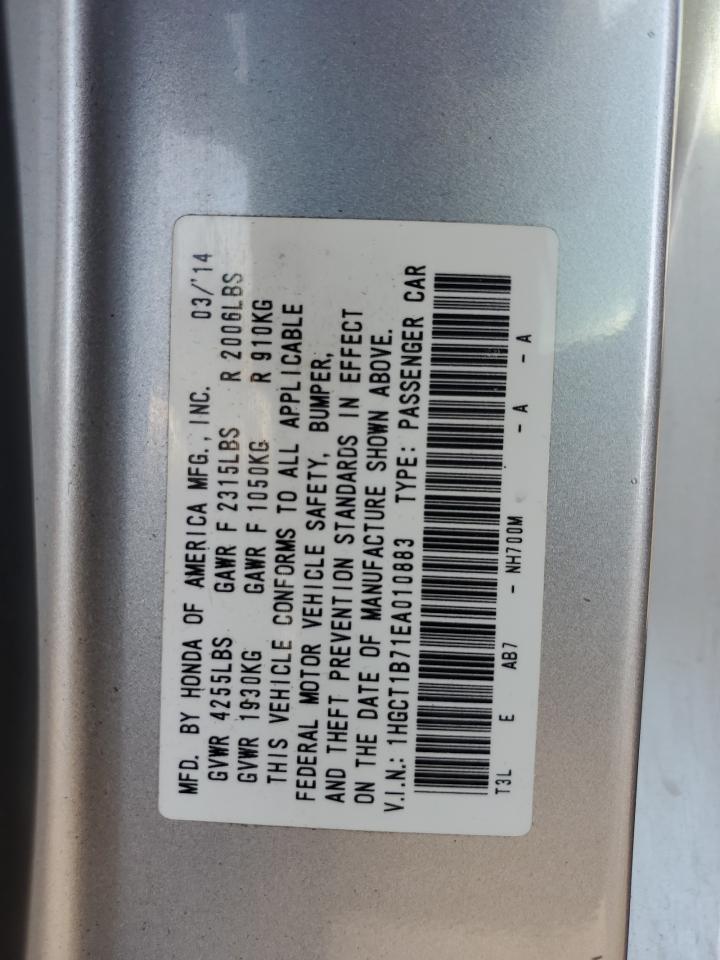 MFD. BY HONDA OF AMERICA MFG., INC. 03/'14
GVWR 4255LBS GAWR F 2315LBS R 2006LBS
GVWR 1930KG GAWR F 1050KG R 910KG
THIS VEHICLE CONFORMS TO ALL APPLICABLE
FEDERAL MOTOR VEHICLE SAFETY, BUMPER,
AND THEFT PREVENTION STANDARDS IN EFFECT
ON THE DATE OF MANUFACTURE SHOWN ABOVE.
V.I.N.: 1HGCT1B71EA010883 TYPE: PASSENGER CAR
T3L E AB7 - NH700M - A - A